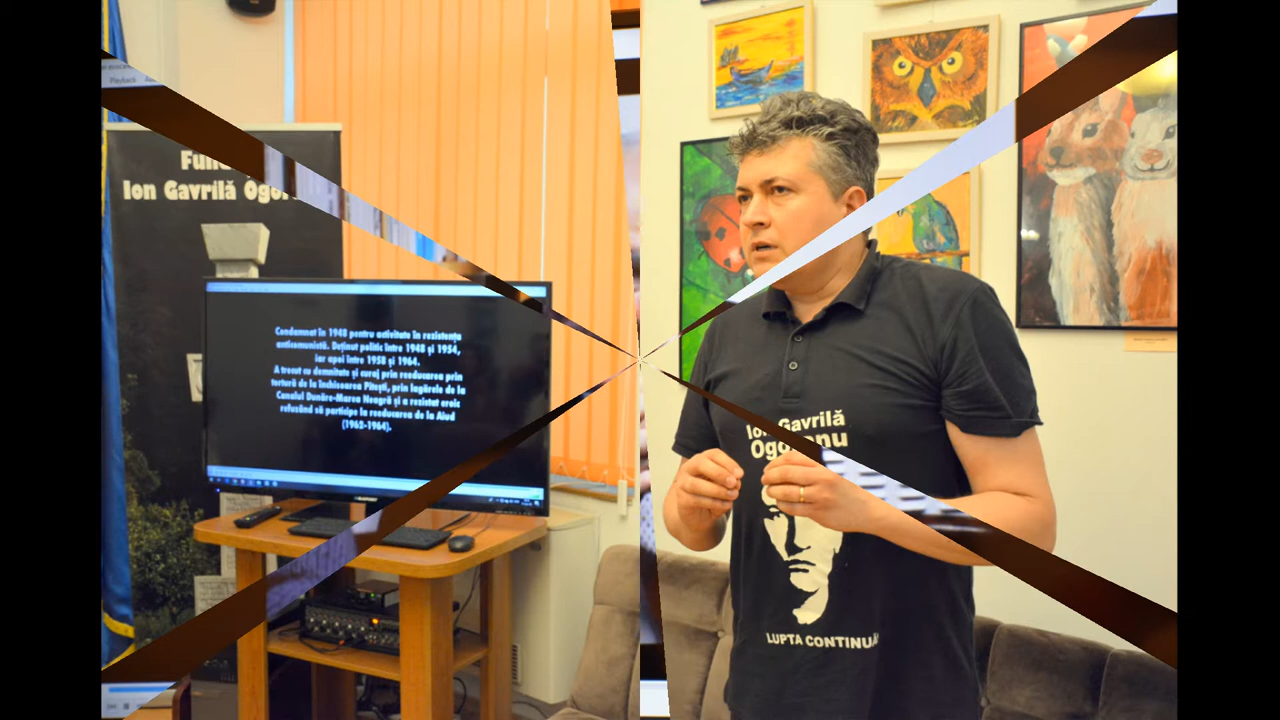 Playback
Ion Gavrilă
Condamnat în 1948 pentru activitate în rezistența
anticomunistă. Deținut politic între 1948 și 1954,
iar apoi între 1958 și 1964.
A trecut cu demnitate și curaj prin reeducarea prin
tortură de la închisoarea Pitești, prin lagărele de la
Canalul Dunăre-Marea Neagră și a rezistat eroic
refuzând să participe la reeducarea de la Aiud
(1962-1964).
Ion Gavrilă
LUPTA CONTINUĂ